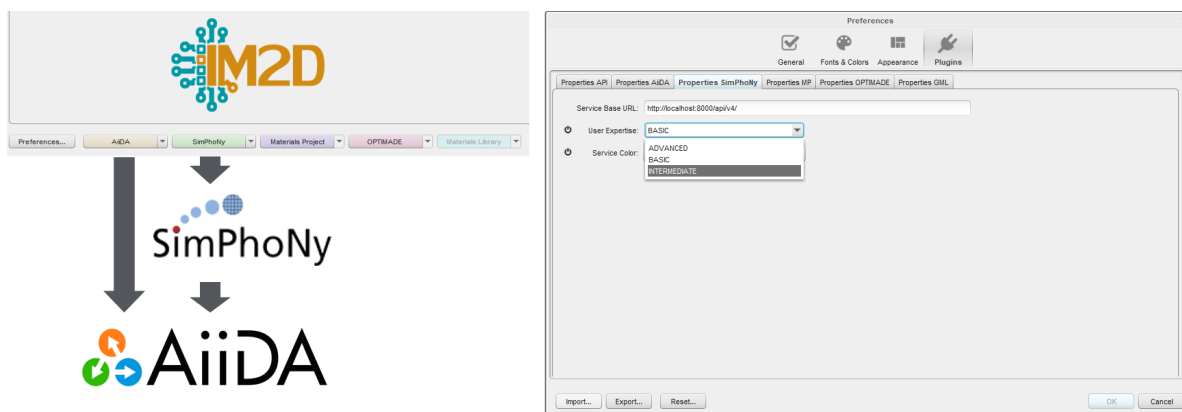 IM2D
Preferences... AiiDA SimPhoNy Materials Project OPTIMADE Materials Library
SimPhoNy
AiiDA
Preferences
General Fonts & Colors Appearance Plugins
Properties API Properties AiiDA Properties SimPhoNy Properties MP Properties OPTIMADE Properties GML
Service Base URL: http://localhost:8000/api/v4/
User Expertise: BASIC
Service Color:
ADVANCED
BASIC
INTERMEDIATE
Import... Export... Reset... OK Cancel